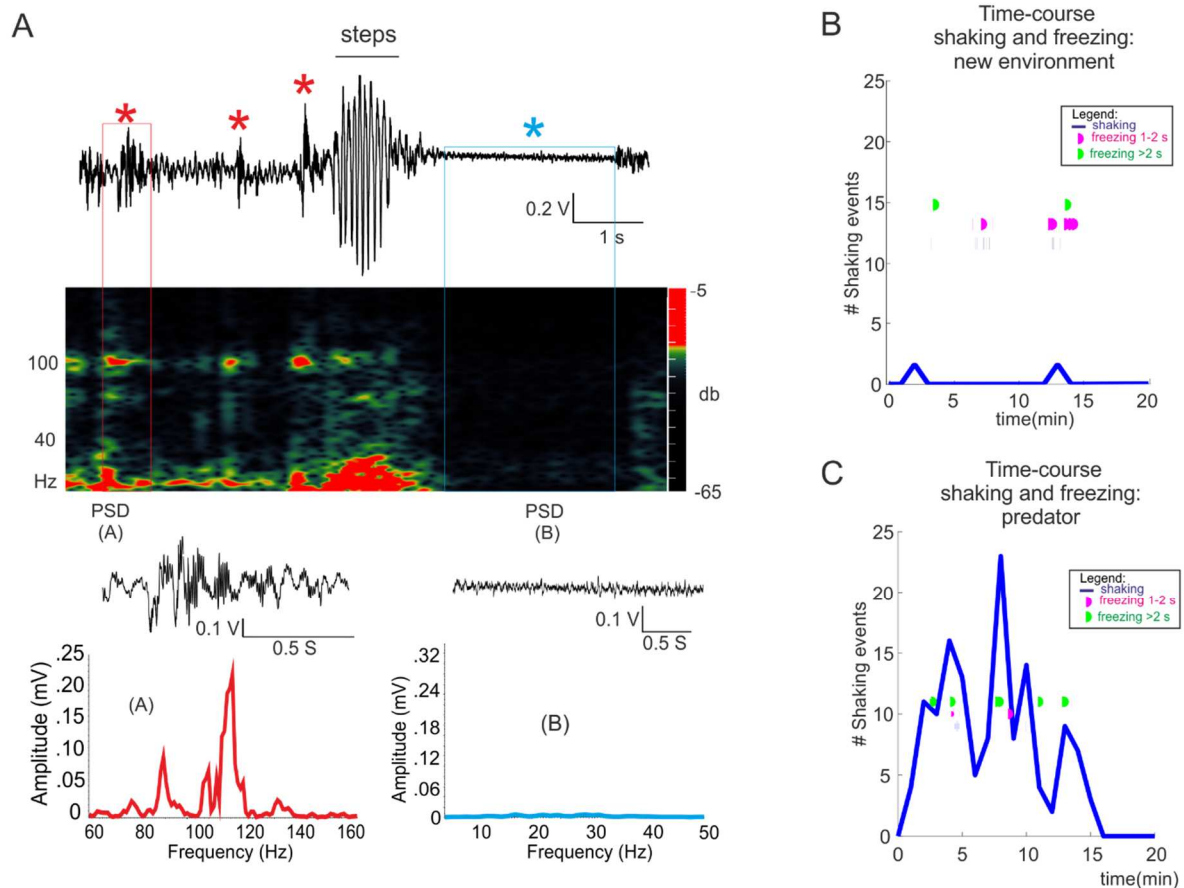 A
steps
*
*
*
*
0.2 V
1 s
-5
100
db
40
Hz
-65
PSD
(A)
PSD
(B)
0.1 V
0.5 S
0.1 V
0.5 S
.25
.20
.15
.10
.05
0
Amplitude (mV)
(A)
60 80 100 120 140 160
Frequency (Hz)
.32
.24
.18
.12
.06
0
Amplitude (mV)
(B)
10 20 30 40 50
Frequency (Hz)
B
Time-course
shaking and freezing:
new environment
25
20
15
10
5
0
# Shaking events
Legend:
shaking
freezing 1-2 s
freezing >2 s
0 5 10 15 20
time(min)
C
Time-course
shaking and freezing:
predator
25
20
15
10
5
0
# Shaking events
Legend:
shaking
freezing 1-2 s
freezing >2 s
0 5 10 15 20
time(min)